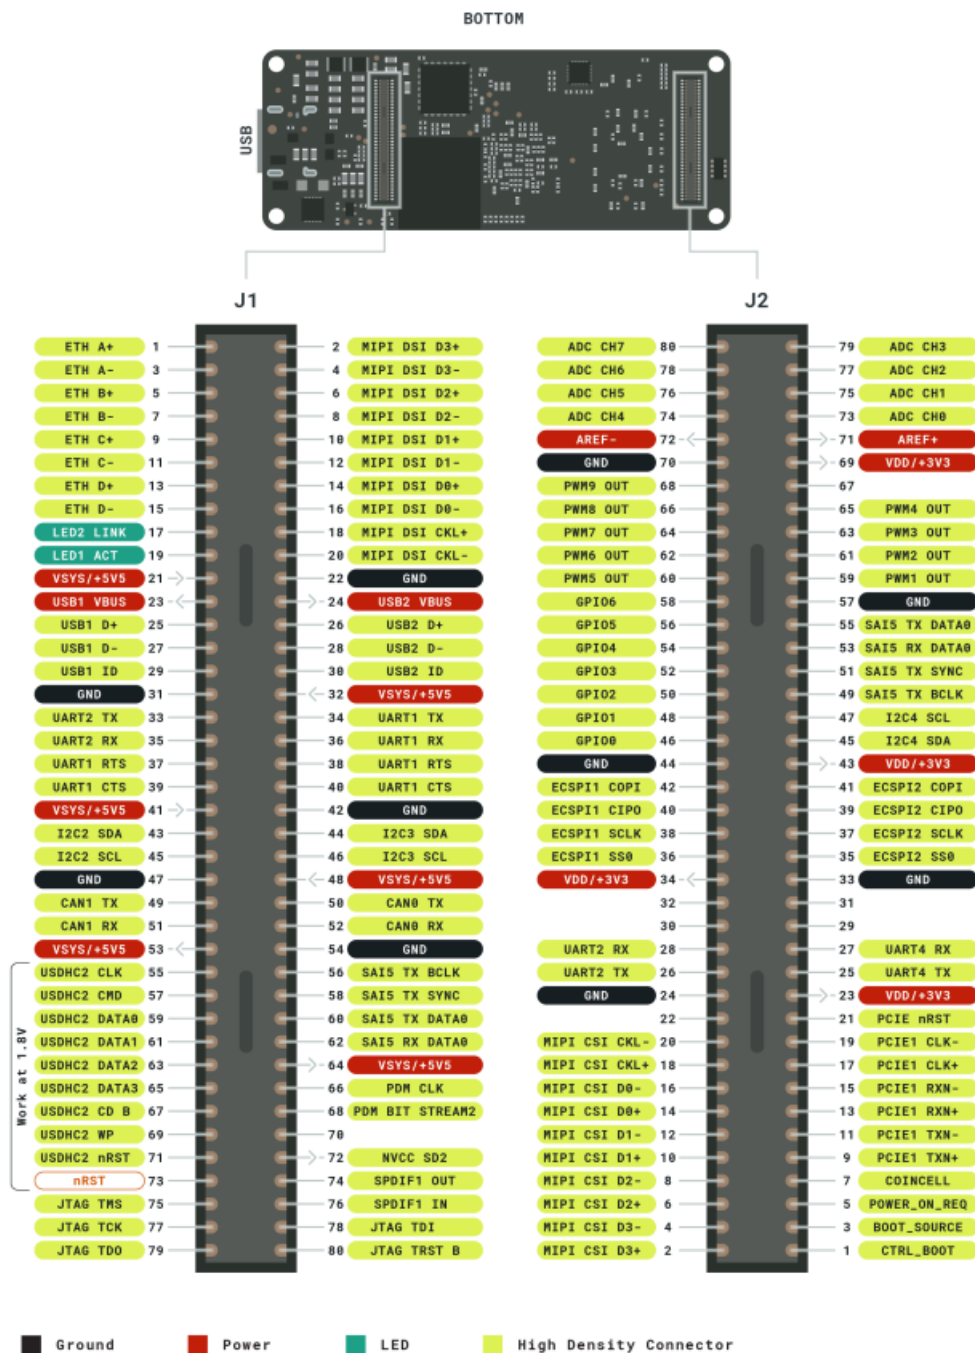 BOTTOM
USB
J1 J2
ETH A+ 1 2 MIPI DSI D3+ ADC CH7 80 79 ADC CH3
ETH A- 3 4 MIPI DSI D3- ADC CH6 78 77 ADC CH2
ETH B+ 5 6 MIPI DSI D2+ ADC CH5 76 75 ADC CH1
ETH B- 7 8 MIPI DSI D2- ADC CH4 74 73 ADC CH0
ETH C+ 9 10 MIPI DSI D1+ AREF- 72 71 AREF+
ETH C- 11 12 MIPI DSI D1- GND 70 69 VDD/+3V3
ETH D+ 13 14 MIPI DSI D0+ PWM9 OUT 68 67
ETH D- 15 16 MIPI DSI D0- PWM8 OUT 66 65 PWM4 OUT
LED2 LINK 17 18 MIPI DSI CKL+ PWM7 OUT 64 63 PWM3 OUT
LED1 ACT 19 20 MIPI DSI CKL- PWM6 OUT 62 61 PWM2 OUT
VSYS/+5V5 21 22 GND PWM5 OUT 60 59 PWM1 OUT
USB1 VBUS 23 24 USB2 VBUS GPIO6 58 57 GND
USB1 D+ 25 26 USB2 D+ GPIO5 56 55 SAI5 TX DATA0
USB1 D- 27 28 USB2 D- GPIO4 54 53 SAI5 RX DATA0
USB1 ID 29 30 USB2 ID GPIO3 52 51 SAI5 TX SYNC
GND 31 32 VSYS/+5V5 GPIO2 50 49 SAI5 TX BCLK
UART2 TX 33 34 UART1 TX GPIO1 48 47 I2C4 SCL
UART2 RX 35 36 UART1 RX GPIO0 46 45 I2C4 SDA
UART1 RTS 37 38 UART1 RTS GND 44 43 VDD/+3V3
UART1 CTS 39 40 UART1 CTS ECSPI1 COPI 42 41 ECSPI2 COPI
VSYS/+5V5 41 42 GND ECSPI1 CIPO 40 39 ECSPI2 CIPO
I2C2 SDA 43 44 I2C3 SDA ECSPI1 SCLK 38 37 ECSPI2 SCLK
I2C2 SCL 45 46 I2C3 SCL ECSPI1 SS0 36 35 ECSPI2 SS0
GND 47 48 VSYS/+5V5 VDD/+3V3 34 33 GND
CAN1 TX 49 50 CAN0 TX 32 31
CAN1 RX 51 52 CAN0 RX 30 29
VSYS/+5V5 53 54 GND UART2 RX 28 27 UART4 RX
USDHC2 CLK 55 56 SAI5 TX BCLK UART2 TX 26 25 UART4 TX
USDHC2 CMD 57 58 SAI5 TX SYNC GND 24 23 VDD/+3V3
USDHC2 DATA0 59 60 SAI5 TX DATA0 22 21 PCIE nRST
USDHC2 DATA1 61 62 SAI5 RX DATA0 MIPI CSI CKL- 20 19 PCIE1 CLK-
USDHC2 DATA2 63 64 VSYS/+5V5 MIPI CSI CKL+ 18 17 PCIE1 CLK+
USDHC2 DATA3 65 66 PDM CLK MIPI CSI D0- 16 15 PCIE1 RXN-
USDHC2 CD B 67 68 PDM BIT STREAM2 MIPI CSI D0+ 14 13 PCIE1 RXN+
USDHC2 WP 69 70 MIPI CSI D1- 12 11 PCIE1 TXN-
USDHC2 nRST 71 72 NVCC SD2 MIPI CSI D1+ 10 9 PCIE1 TXN+
nRST 73 74 SPDIF1 OUT MIPI CSI D2- 8 7 COINCELL
JTAG TMS 75 76 SPDIF1 IN MIPI CSI D2+ 6 5 POWER_ON_REQ
JTAG TCK 77 78 JTAG TDI MIPI CSI D3- 4 3 BOOT_SOURCE
JTAG TDO 79 80 JTAG TRST B MIPI CSI D3+ 2 1 CTRL_BOOT
Work at 1.8V
Ground Power LED High Density Connector